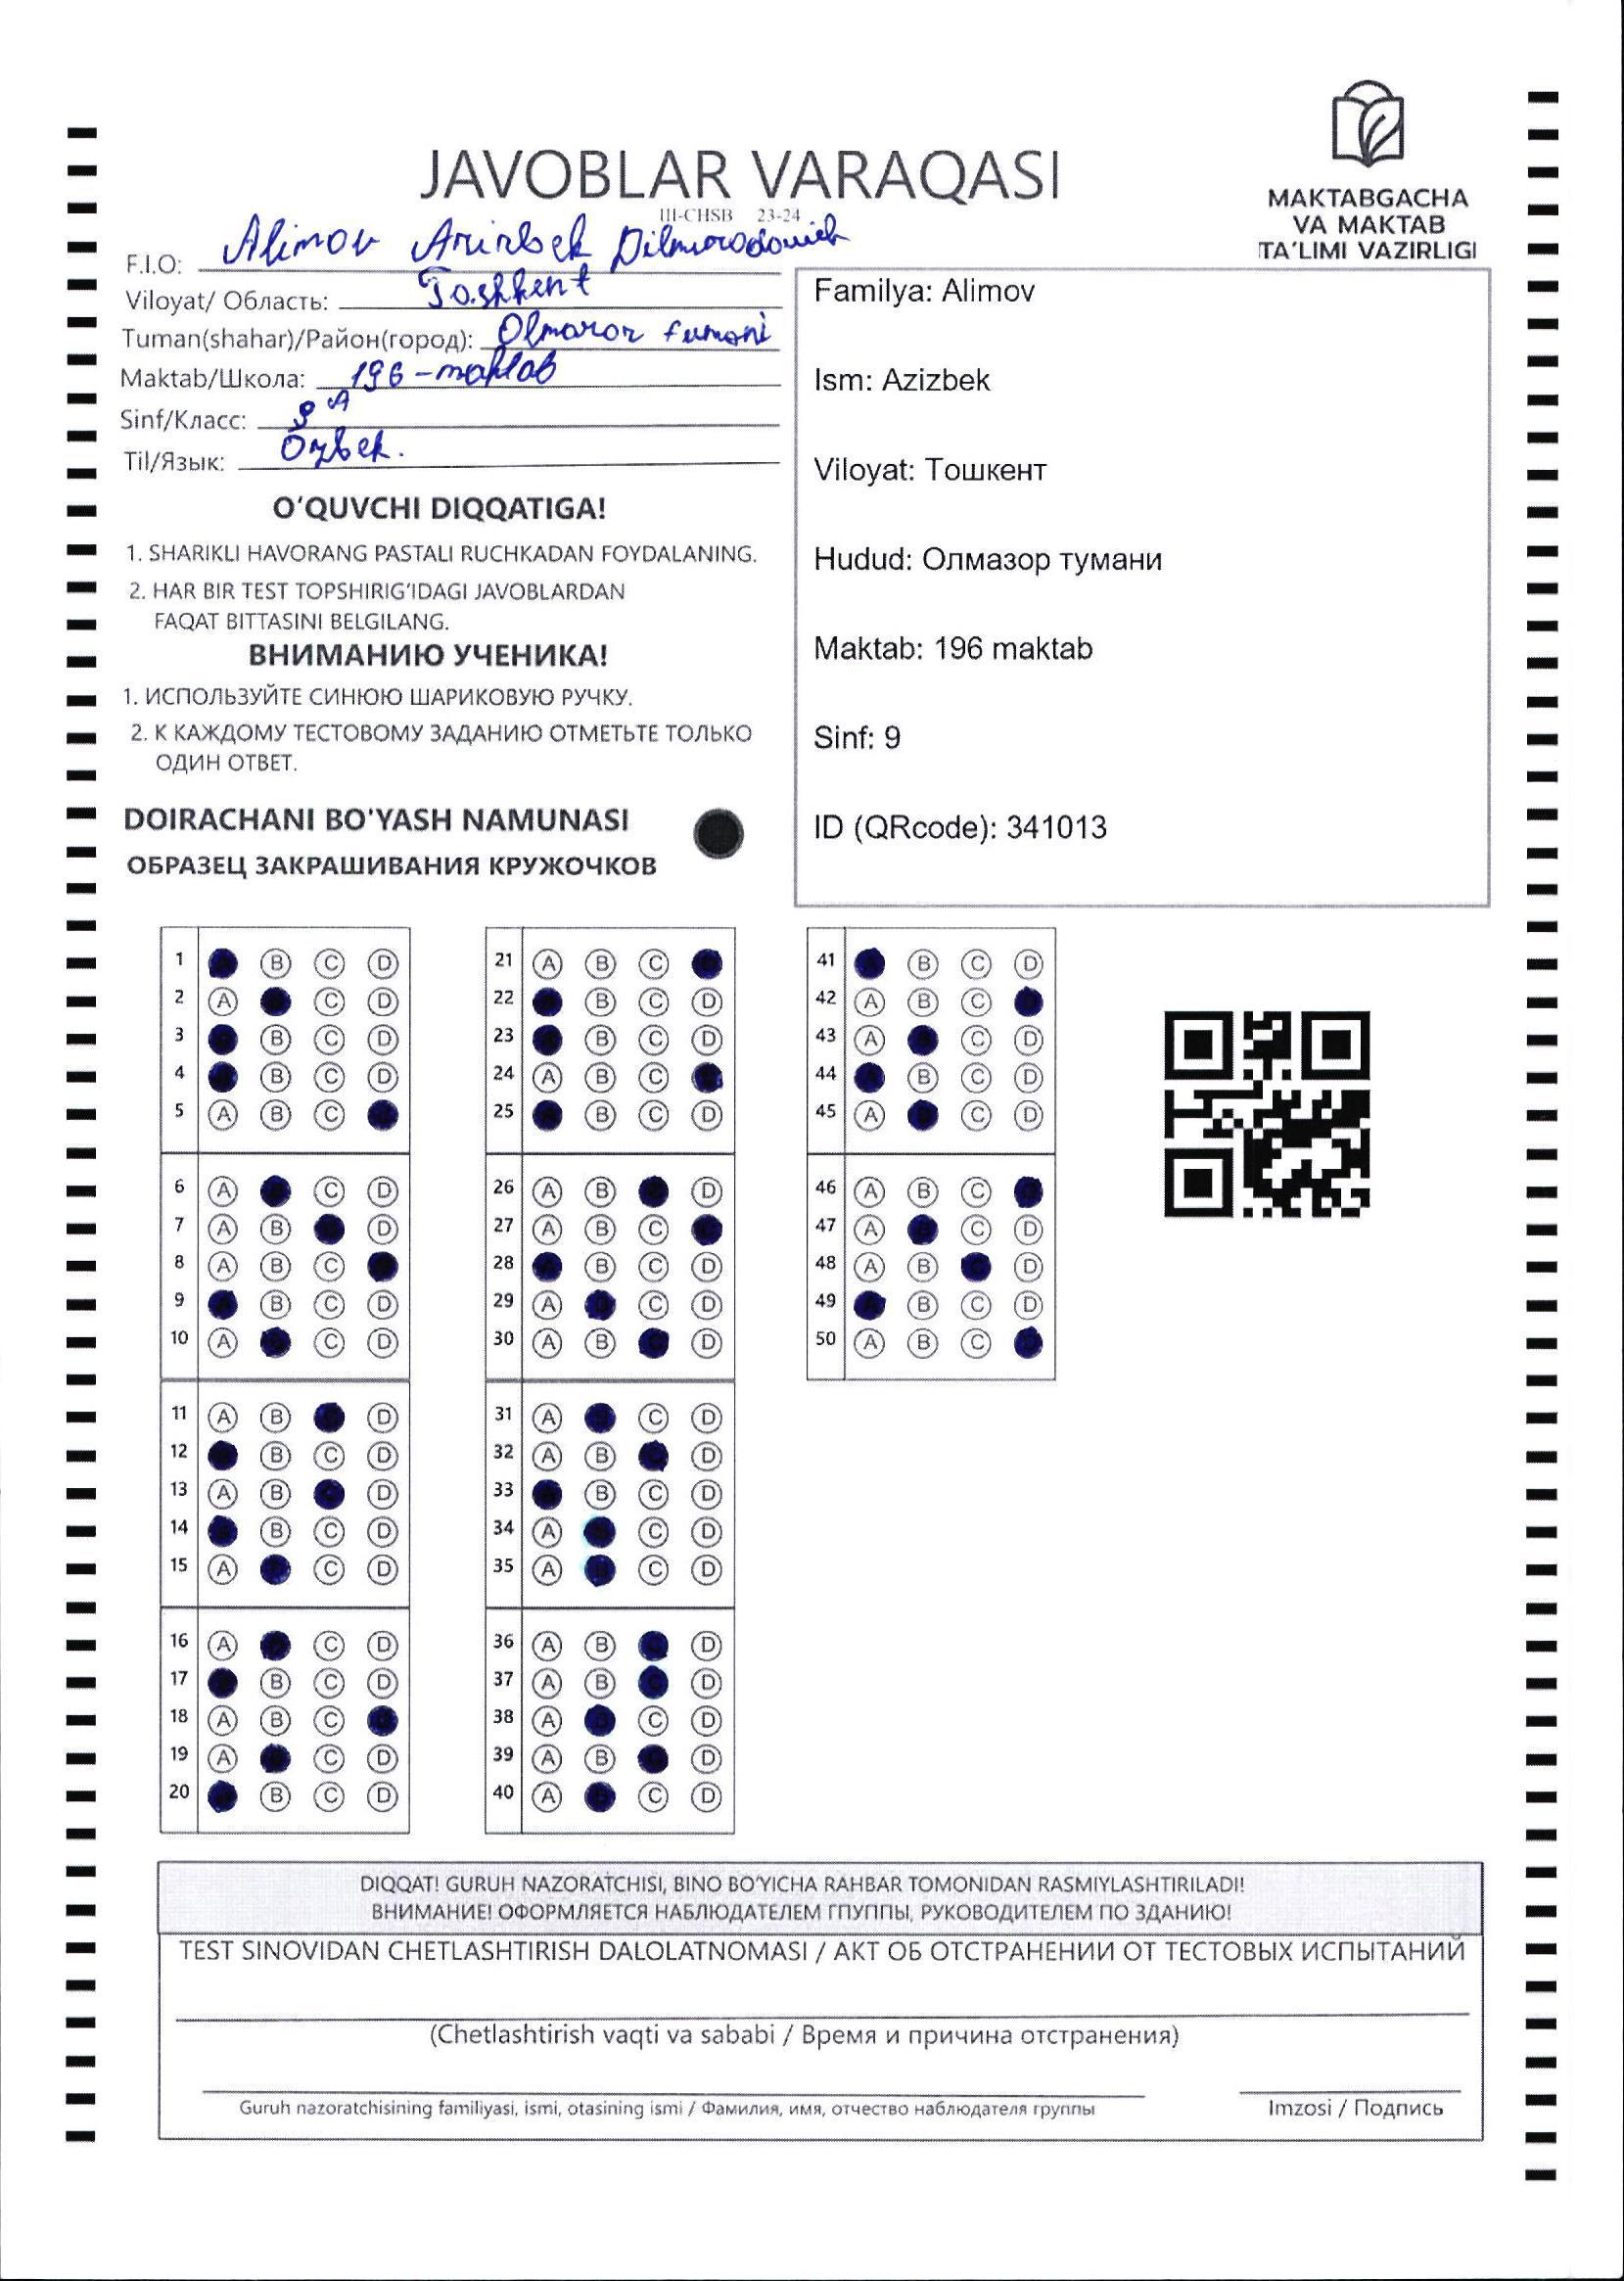 MAKTABGACHA
VA MAKTAB
TA'LIMI VAZIRLIGI
JAVOBLAR VARAQASI
III-CHSB 23-24
F.I.O: Alimov Azizbek Dilmurodovich
Viloyat/ Область: Toshkent
Tuman(shahar)/Район(город): Olmazor tumani
Maktab/Школа: 196-maktab
Sinf/Класс: 9 "A
Til/Язык: Ozbek.
O'QUVCHI DIQQATIGA!
1. SHARIKLI HAVORANG PASTALI RUCHKADAN FOYDALANING.
2. HAR BIR TEST TOPSHIRIG'IDAGI JAVOBLARDAN
FAQAT BITTASINI BELGILANG.
ВНИМАНИЮ УЧЕНИКА!
1. ИСПОЛЬЗУЙТЕ СИНЮЮ ШАРИКОВУЮ РУЧКУ.
2. К КАЖДОМУ ТЕСТОВОМУ ЗАДАНИЮ ОТМЕТЬТЕ ТОЛЬКО
ОДИН ОТВЕТ.
DOIRACHANI BO'YASH NAMUNASI
ОБРАЗЕЦ ЗАКРАШИВАНИЯ КРУЖОЧКОВ
Familya: Alimov
Ism: Azizbek
Viloyat: Тошкент
Hudud: Олмазор тумани
Maktab: 196 maktab
Sinf: 9
ID (QRcode): 341013
1 B C D
2 A C D
3 B C D
4 B C D
5 A B C
6 A C D
7 A B D
8 A B C
9 B C D
10 A C D
11 A B D
12 B C D
13 A B D
14 B C D
15 A C D
16 A C D
17 B C D
18 A B C
19 A C D
20 B C D
21 A B C
22 B C D
23 B C D
24 A B C
25 B C D
26 A B D
27 A B C
28 B C D
29 A C D
30 A B D
31 A C D
32 A B D
33 B C D
34 A C D
35 A C D
36 A B D
37 A B D
38 A C D
39 A B D
40 A C D
41 B C D
42 A B C
43 A C D
44 B C D
45 A C D
46 A B C
47 A C D
48 A B D
49 B C D
50 A B C
DIQQAT! GURUH NAZORATCHISI, BINO BO'YICHA RAHBAR TOMONIDAN RASMIYLASHTIRILADI!
ВНИМАНИЕ! ОФОРМЛЯЕТСЯ НАБЛЮДАТЕЛЕМ ГПУППЫ, РУКОВОДИТЕЛЕМ ПО ЗДАНИЮ!
TEST SINOVIDAN CHETLASHTIRISH DALOLATNOMASI / АКТ ОБ ОТСТРАНЕНИИ ОТ ТЕСТОВЫХ ИСПЫТАНИЙ
(Chetlashtirish vaqti va sababi / Время и причина отстранения)
Guruh nazoratchisining familiyasi, ismi, otasining ismi / Фамилия, имя, отчество наблюдателя группы
Imzosi / Подпись